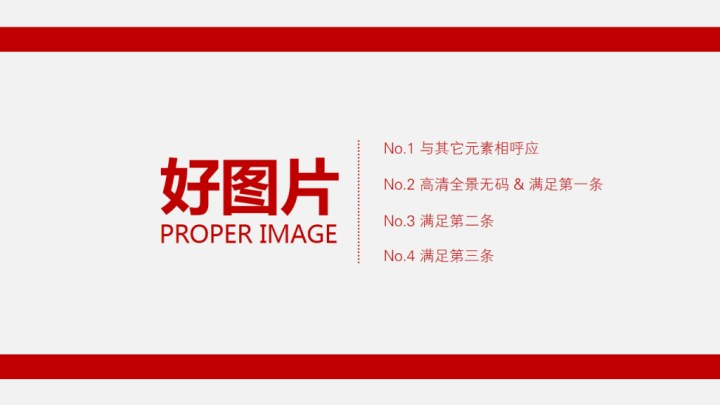 好图片
PROPER IMAGE
No.1 与其它元素相呼应
No.2 高清全景无码 & 满足第一条
No.3 满足第二条
No.4 满足第三条